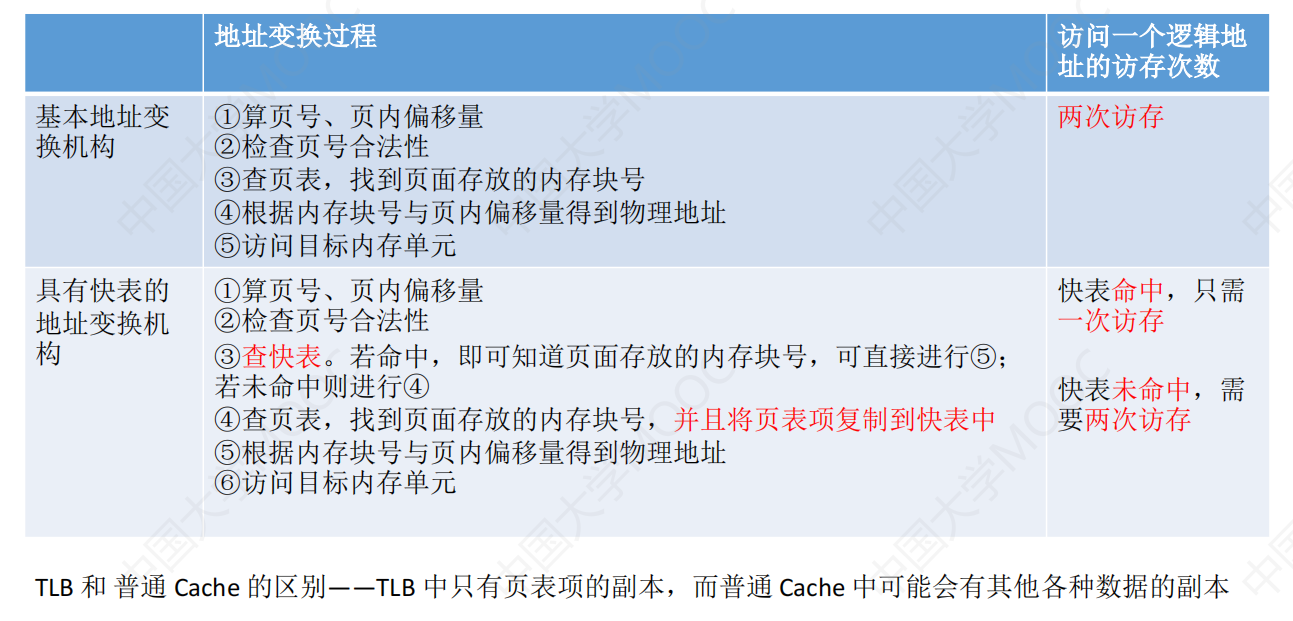 地址变换过程
访问一个逻辑地
址的访存次数
基本地址变
换机构
①算页号、页内偏移量
②检查页号合法性
③查页表，找到页面存放的内存块号
④根据内存块号与页内偏移量得到物理地址
⑤访问目标内存单元
两次访存
具有快表的
地址变换机
构
①算页号、页内偏移量
②检查页号合法性
③查快表。若命中，即可知道页面存放的内存块号，可直接进行⑤；
若未命中则进行④
④查页表，找到页面存放的内存块号，并且将页表项复制到快表中
⑤根据内存块号与页内偏移量得到物理地址
⑥访问目标内存单元
快表命中，只需
一次访存
快表未命中，需
要两次访存
TLB 和 普通 Cache 的区别——TLB 中只有页表项的副本，而普通 Cache 中可能会有其他各种数据的副本
中国大学MOOC